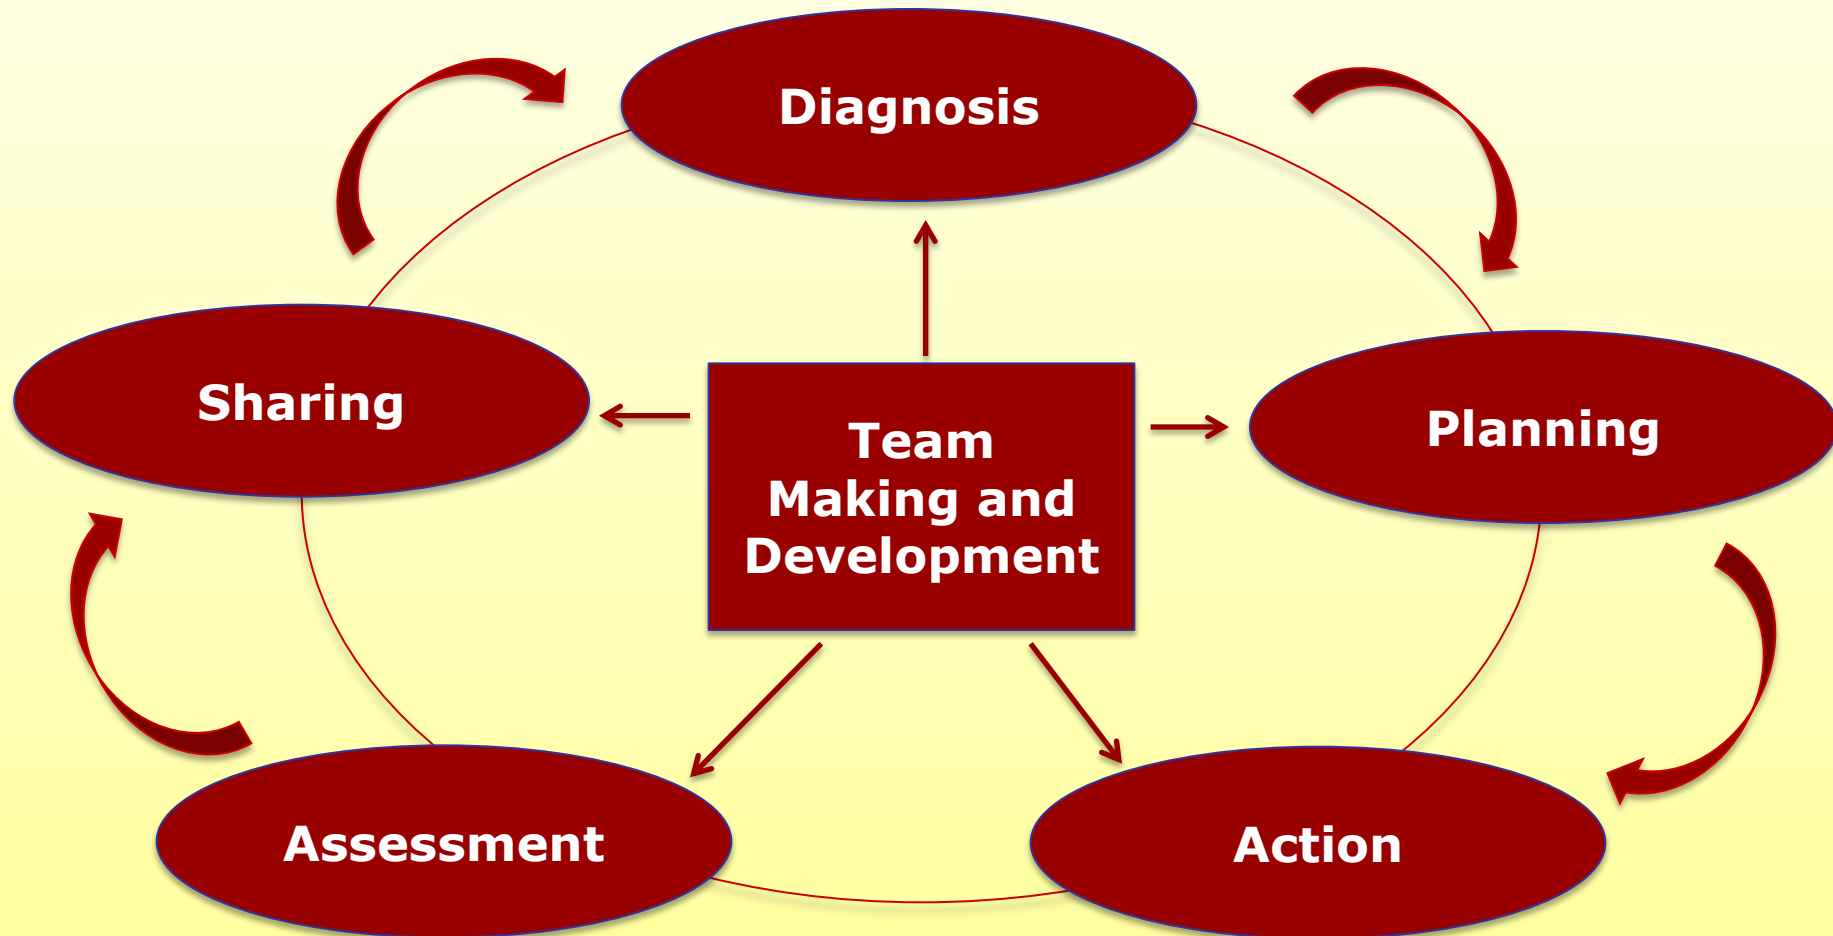 Diagnosis
Sharing
Planning
Team
Making and
Development
Assessment
Action